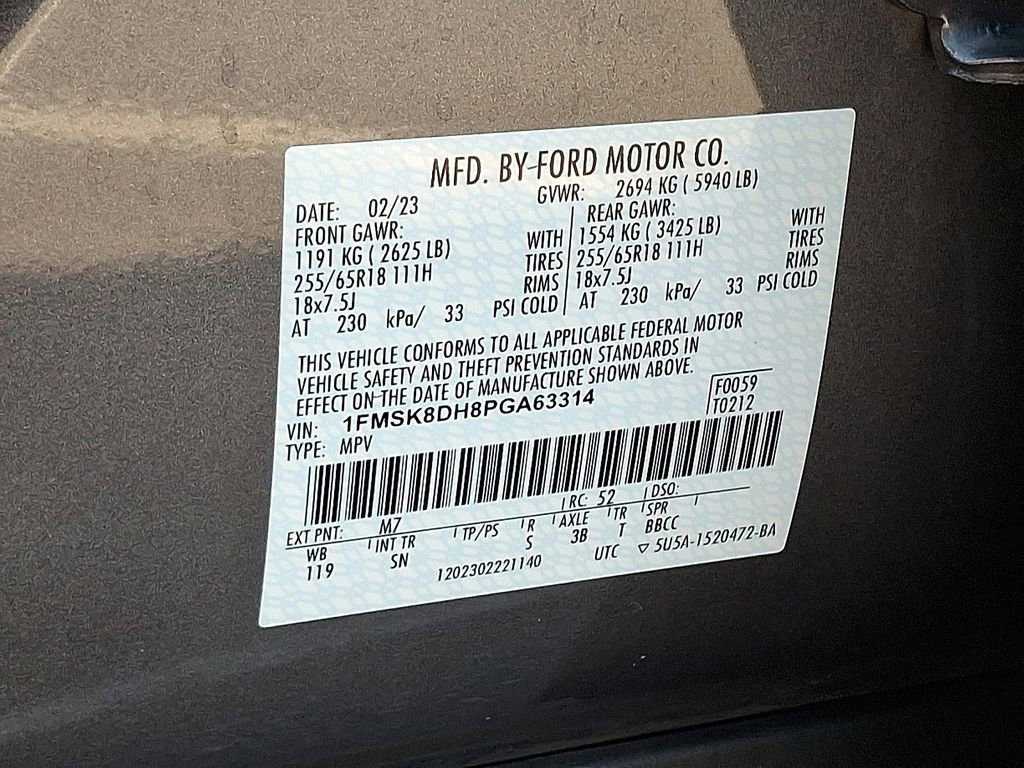 MFD. BY FORD MOTOR CO.
DATE: 02/23 GVWR: 2694 KG ( 5940 LB)
FRONT GAWR: REAR GAWR:
1191 KG ( 2625 LB) WITH 1554 KG ( 3425 LB) WITH
255/65R18 111H TIRES 255/65R18 111H TIRES
18x7.5J RIMS 18x7.5J RIMS
AT 230 kPa/ 33 PSI COLD AT 230 kPa/ 33 PSI COLD
THIS VEHICLE CONFORMS TO ALL APPLICABLE FEDERAL MOTOR
VEHICLE SAFETY AND THEFT PREVENTION STANDARDS IN
EFFECT ON THE DATE OF MANUFACTURE SHOWN ABOVE.
VIN: 1FMSK8DH8PGA63314 F0059
TYPE: MPV T0212
EXT PNT: M7 RC: 52 DSO:
WB INT TR TP/PS R AXLE TR SPR
119 SN S 3B T BBCC
1202302221140 UTC ▽ 5U5A-1520472-BA